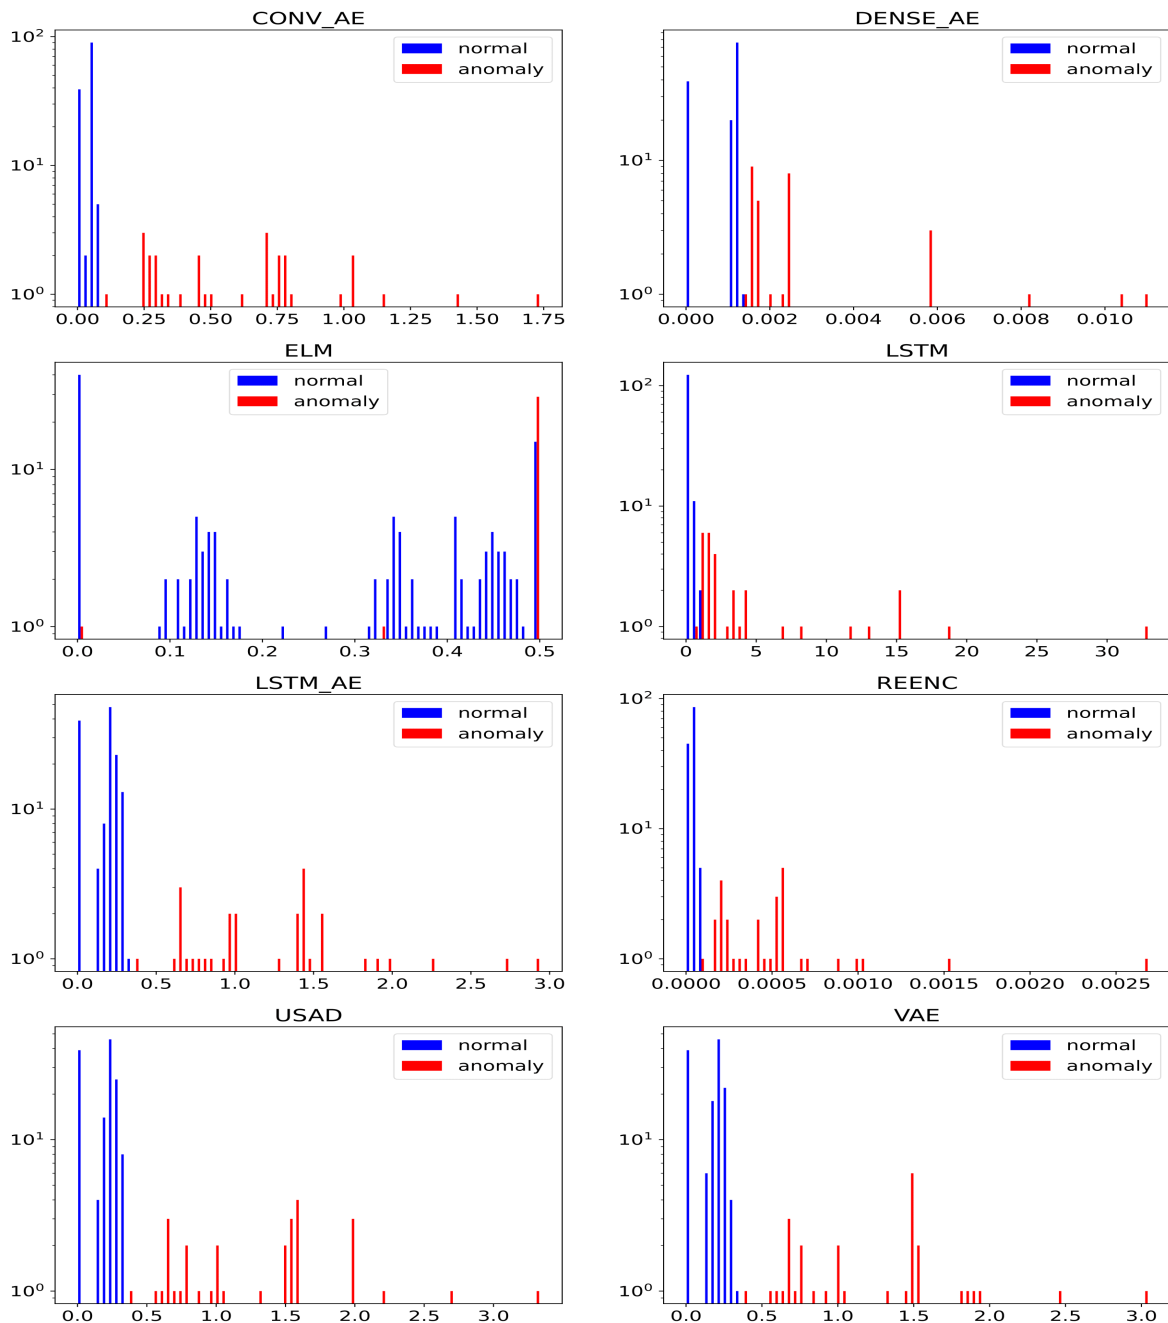 CONV_AE
normal
anomaly
10²
10¹
10⁰
0.00 0.25 0.50 0.75 1.00 1.25 1.50 1.75
DENSE_AE
normal
anomaly
10¹
10⁰
0.000 0.002 0.004 0.006 0.008 0.010
ELM
normal
anomaly
10¹
10⁰
0.0 0.1 0.2 0.3 0.4 0.5
LSTM
normal
anomaly
10²
10¹
10⁰
0 5 10 15 20 25 30
LSTM_AE
normal
anomaly
10¹
10⁰
0.0 0.5 1.0 1.5 2.0 2.5 3.0
REENC
normal
anomaly
10²
10¹
10⁰
0.0000 0.0005 0.0010 0.0015 0.0020 0.0025
USAD
normal
anomaly
10¹
10⁰
0.0 0.5 1.0 1.5 2.0 2.5 3.0
VAE
normal
anomaly
10¹
10⁰
0.0 0.5 1.0 1.5 2.0 2.5 3.0